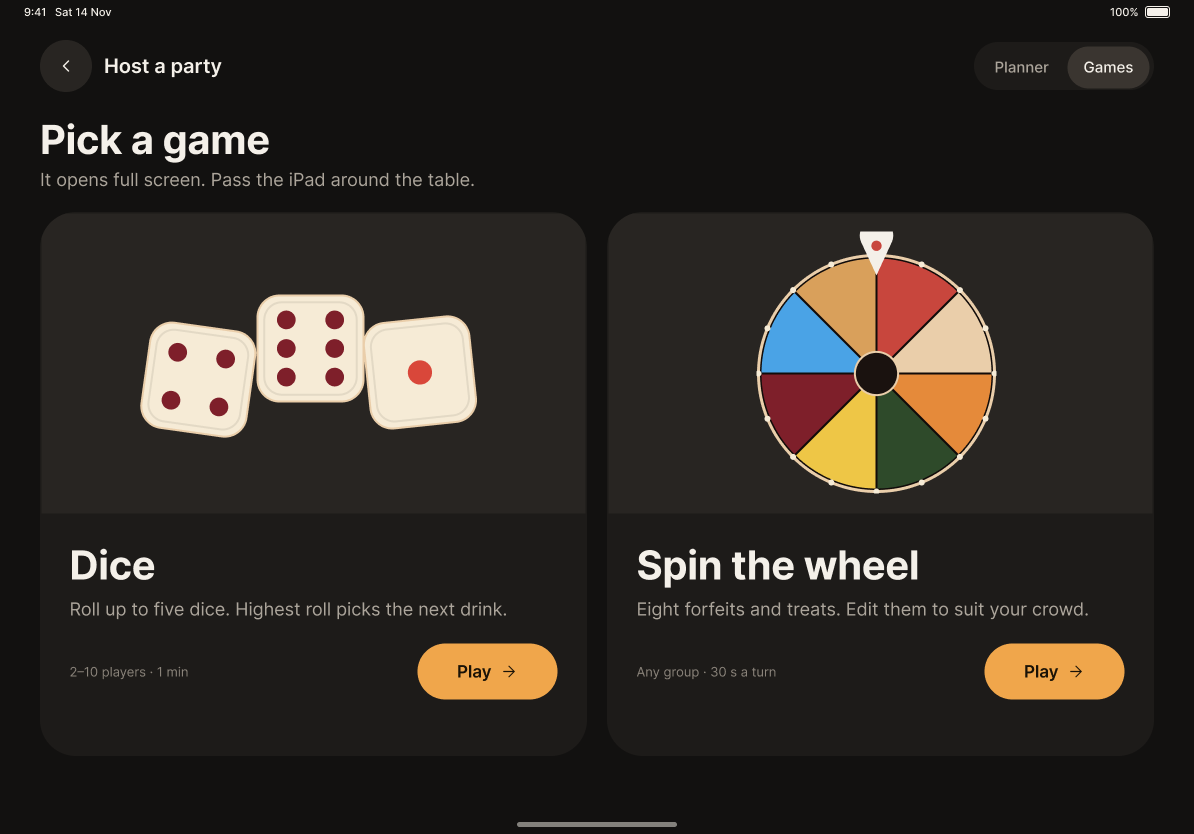 9:41 Sat 14 Nov
100%
Host a party
Planner
Games
Pick a game
It opens full screen. Pass the iPad around the table.
Dice
Roll up to five dice. Highest roll picks the next drink.
2–10 players · 1 min
Play →
Spin the wheel
Eight forfeits and treats. Edit them to suit your crowd.
Any group · 30 s a turn
Play →